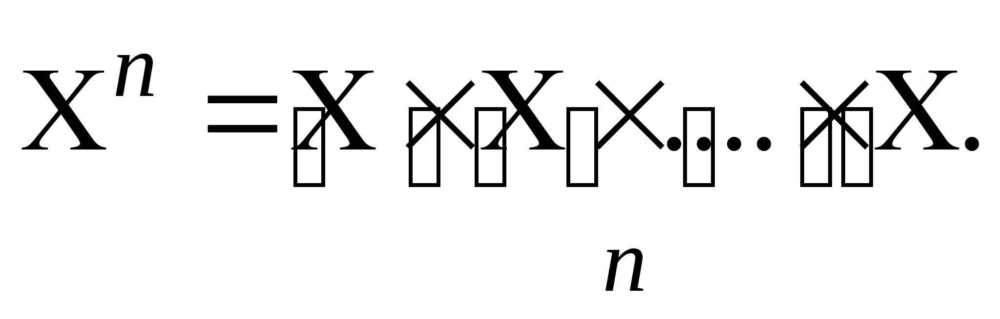 Xⁿ = X × X ×.... × X.
n